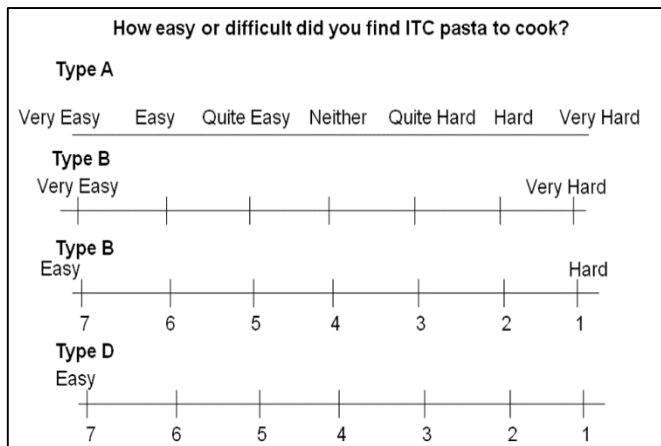 How easy or difficult did you find ITC pasta to cook?
Type A
Very Easy Easy Quite Easy Neither Quite Hard Hard Very Hard
Type B
Very Easy Very Hard
Type B
Easy Hard
7 6 5 4 3 2 1
Type D
Easy
7 6 5 4 3 2 1